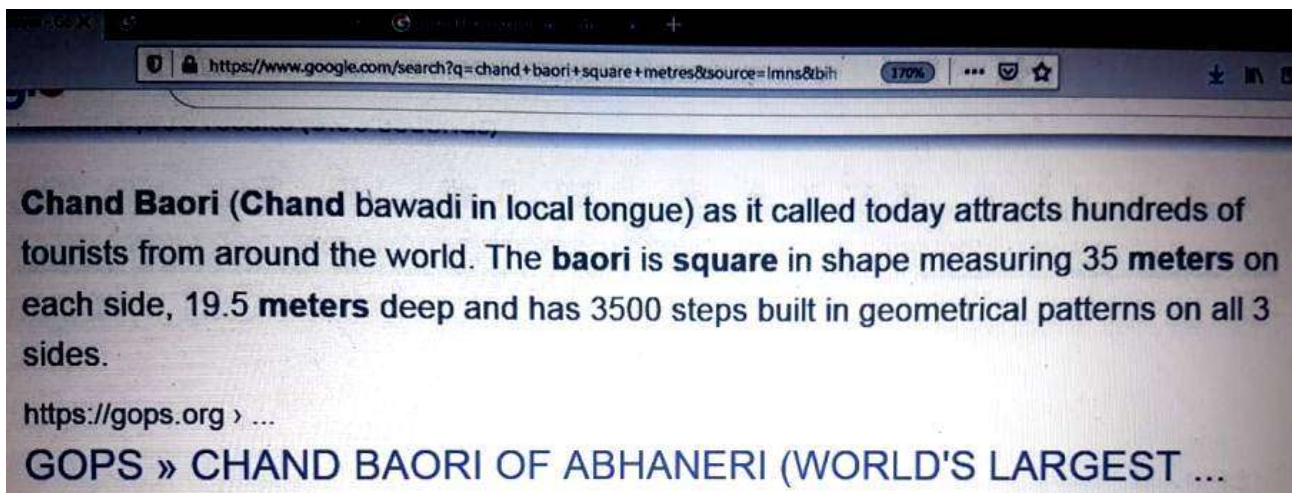 https://www.google.com/search?q=chand+baori+square+metres&source=lmns&bih 170%
Chand Baori (Chand bawadi in local tongue) as it called today attracts hundreds of
tourists from around the world. The baori is square in shape measuring 35 meters on
each side, 19.5 meters deep and has 3500 steps built in geometrical patterns on all 3
sides.
https://gops.org › ...
GOPS » CHAND BAORI OF ABHANERI (WORLD'S LARGEST ...